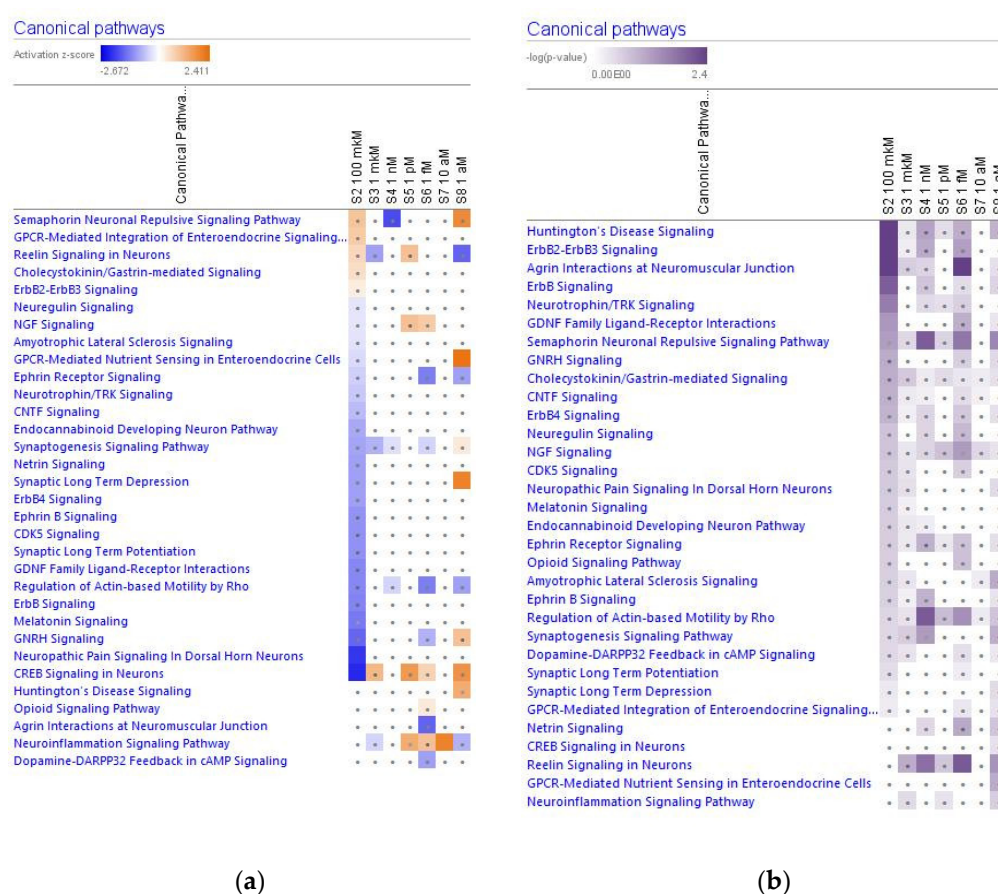 Canonical pathways
Activation z-score
-2.672 2.411
Canonical Pathwa...
S2 100 mkM
S3 1 mkM
S4 1 nM
S5 1 pM
S6 1 fM
S7 10 aM
S8 1 aM
Semaphorin Neuronal Repulsive Signaling Pathway
GPCR-Mediated Integration of Enteroendocrine Signaling...
Reelin Signaling in Neurons
Cholecystokinin/Gastrin-mediated Signaling
ErbB2-ErbB3 Signaling
Neuregulin Signaling
NGF Signaling
Amyotrophic Lateral Sclerosis Signaling
GPCR-Mediated Nutrient Sensing in Enteroendocrine Cells
Ephrin Receptor Signaling
Neurotrophin/TRK Signaling
CNTF Signaling
Endocannabinoid Developing Neuron Pathway
Synaptogenesis Signaling Pathway
Netrin Signaling
Synaptic Long Term Depression
ErbB4 Signaling
Ephrin B Signaling
CDK5 Signaling
Synaptic Long Term Potentiation
GDNF Family Ligand-Receptor Interactions
Regulation of Actin-based Motility by Rho
ErbB Signaling
Melatonin Signaling
GNRH Signaling
Neuropathic Pain Signaling In Dorsal Horn Neurons
CREB Signaling in Neurons
Huntington's Disease Signaling
Opioid Signaling Pathway
Agrin Interactions at Neuromuscular Junction
Neuroinflammation Signaling Pathway
Dopamine-DARPP32 Feedback in cAMP Signaling
(a)
Canonical pathways
-log(p-value)
0.00E00 2.4
Canonical Pathwa...
S2 100 mkM
S3 1 mkM
S4 1 nM
S5 1 pM
S6 1 fM
S7 10 aM
Huntington's Disease Signaling
ErbB2-ErbB3 Signaling
Agrin Interactions at Neuromuscular Junction
ErbB Signaling
Neurotrophin/TRK Signaling
GDNF Family Ligand-Receptor Interactions
Semaphorin Neuronal Repulsive Signaling Pathway
GNRH Signaling
Cholecystokinin/Gastrin-mediated Signaling
CNTF Signaling
ErbB4 Signaling
Neuregulin Signaling
NGF Signaling
CDK5 Signaling
Neuropathic Pain Signaling In Dorsal Horn Neurons
Melatonin Signaling
Endocannabinoid Developing Neuron Pathway
Ephrin Receptor Signaling
Opioid Signaling Pathway
Amyotrophic Lateral Sclerosis Signaling
Ephrin B Signaling
Regulation of Actin-based Motility by Rho
Synaptogenesis Signaling Pathway
Dopamine-DARPP32 Feedback in cAMP Signaling
Synaptic Long Term Potentiation
Synaptic Long Term Depression
GPCR-Mediated Integration of Enteroendocrine Signaling...
Netrin Signaling
CREB Signaling in Neurons
Reelin Signaling in Neurons
GPCR-Mediated Nutrient Sensing in Enteroendocrine Cells
Neuroinflammation Signaling Pathway
(b)